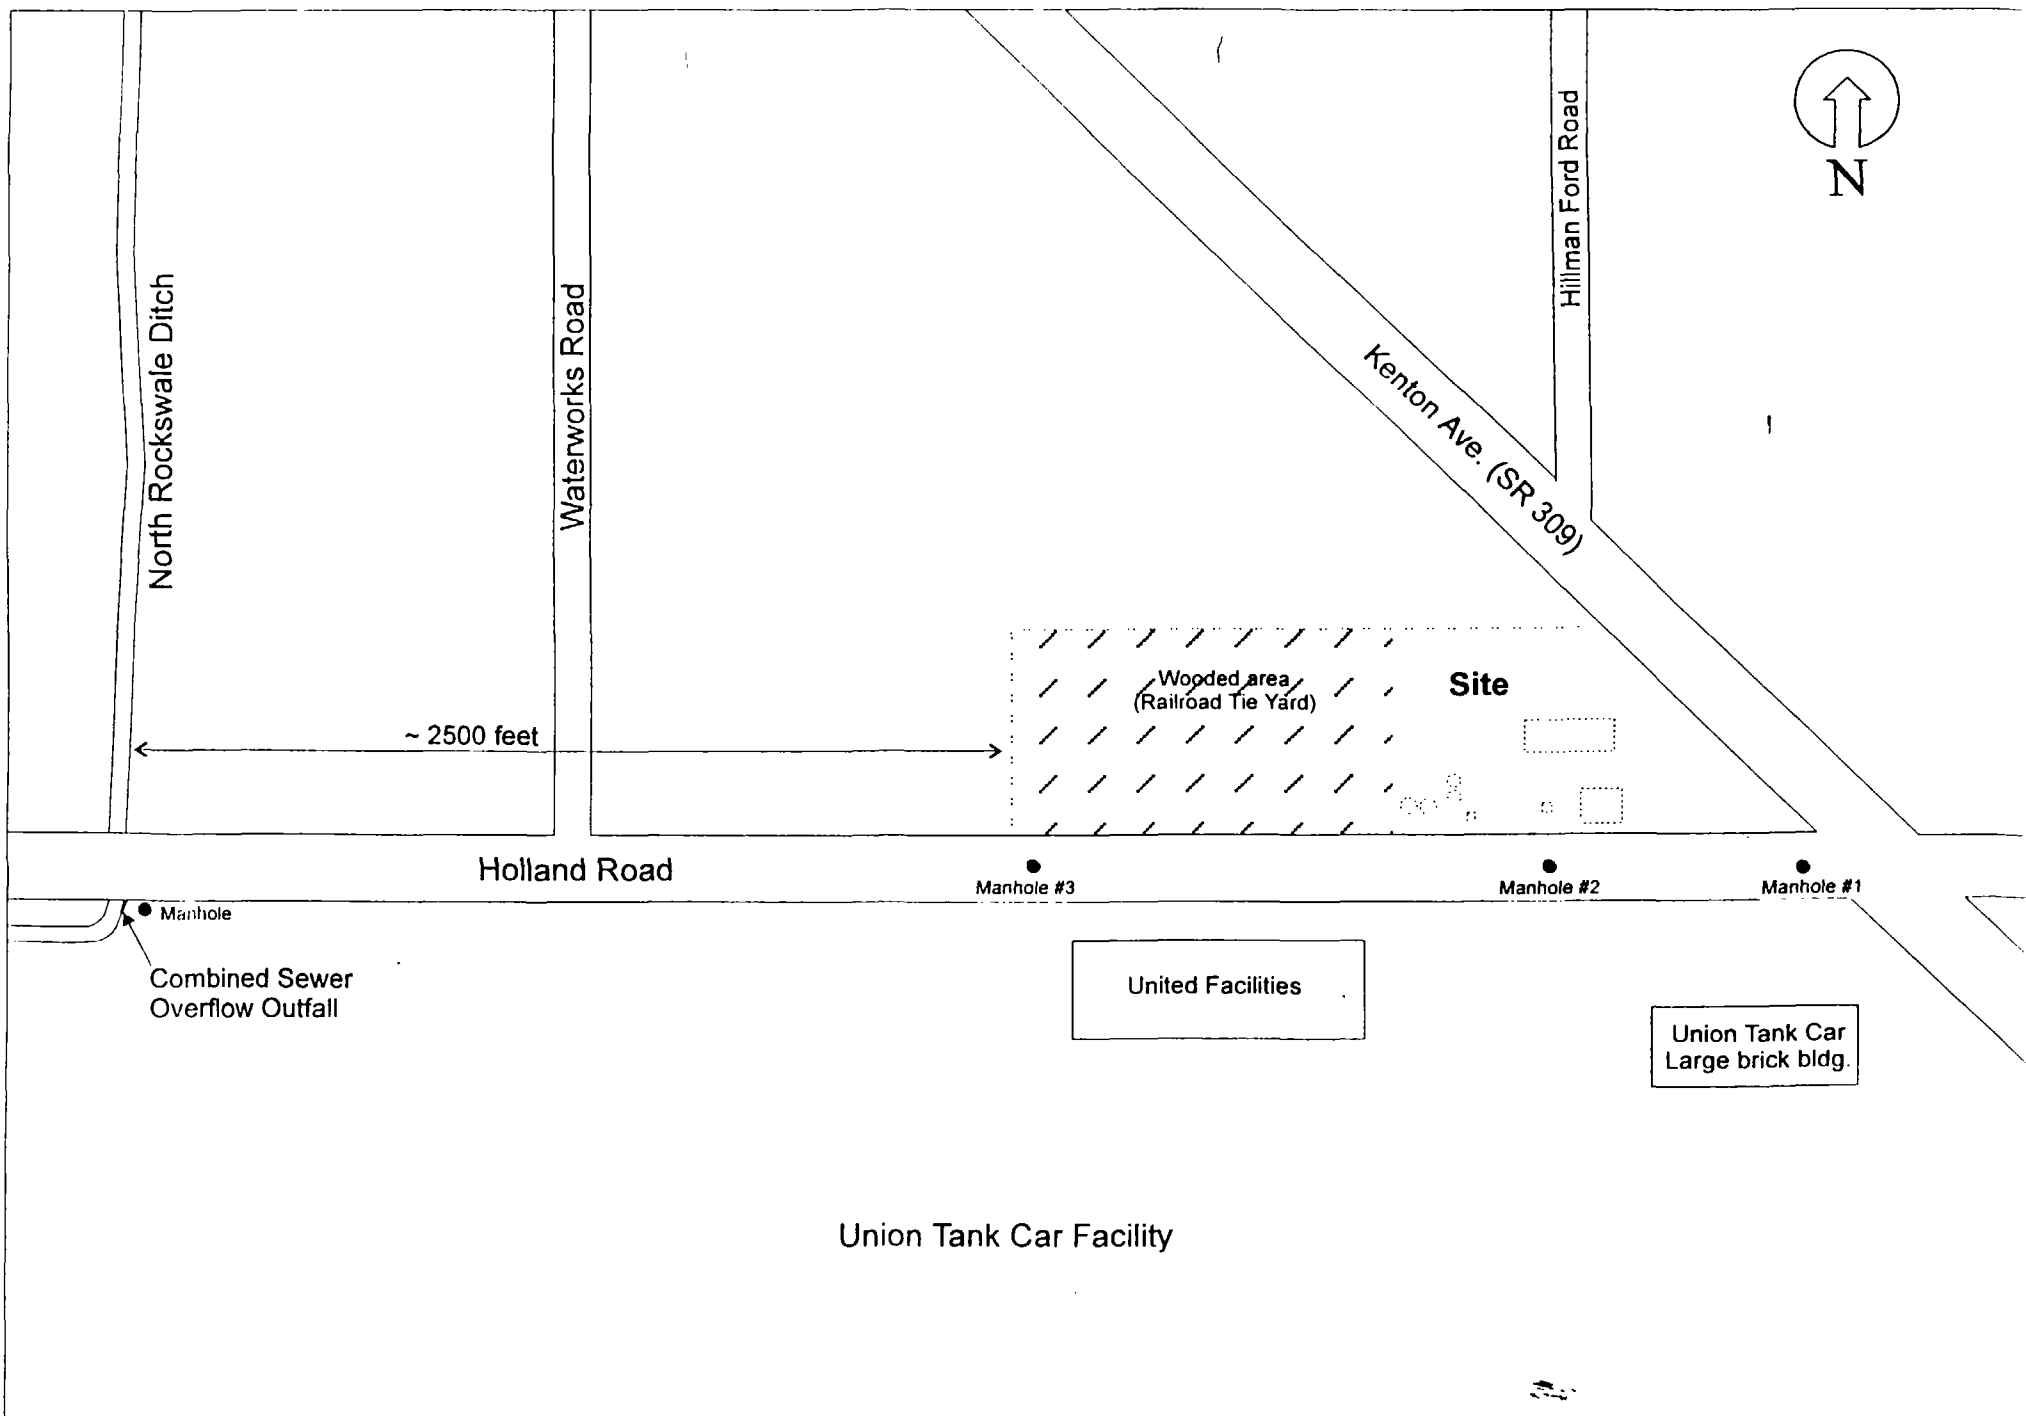 N
Hillman Ford Road
North Rockswale Ditch
Waterworks Road
Kenton Ave. (SR 309)
Wooded area
(Railroad Tie Yard)
Site
~ 2500 feet
Holland Road
Manhole #3
Manhole #2
Manhole #1
Manhole
Combined Sewer
Overflow Outfall
United Facilities
Union Tank Car
Large brick bldg.
Union Tank Car Facility